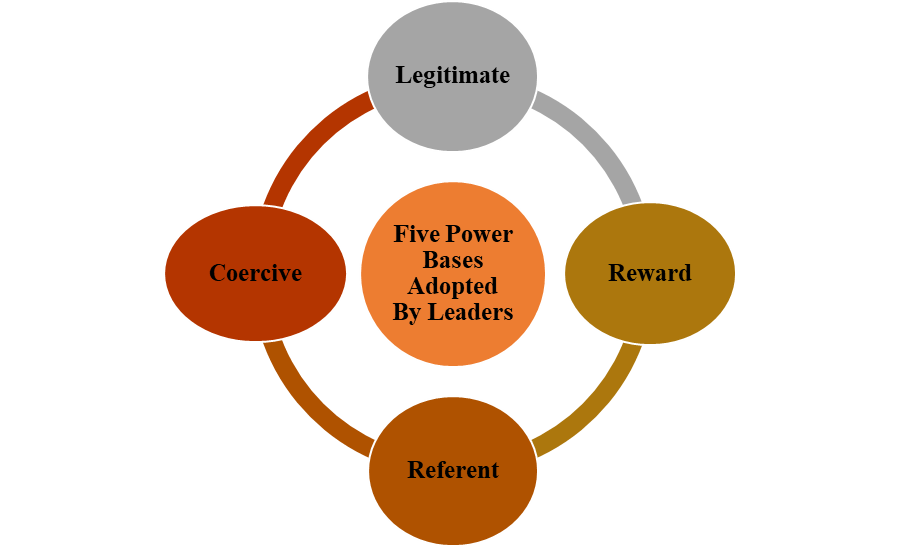 Legitimate
Five Power
Bases
Adopted
By Leaders
Coercive
Reward
Referent